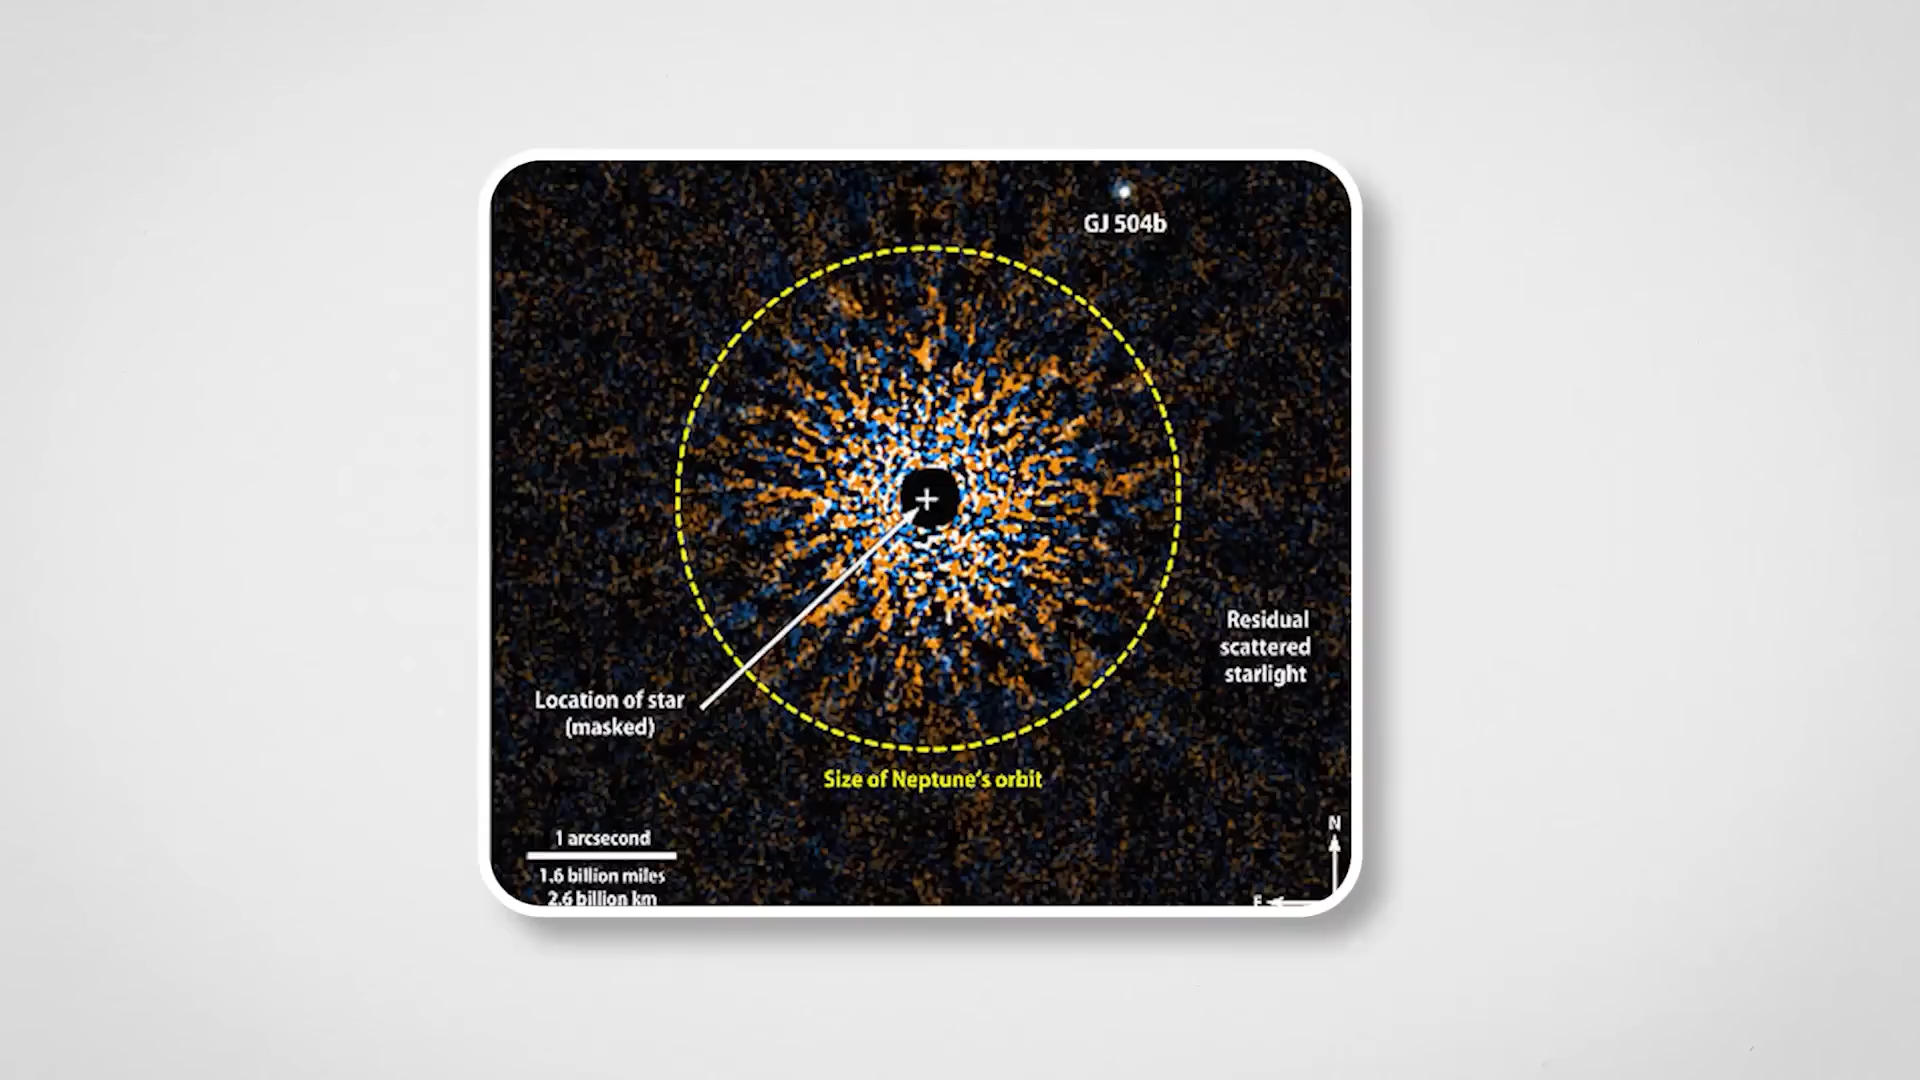 GJ 504b
Residual
scattered
starlight
Location of star
(masked)
Size of Neptune's orbit
1 arcsecond
1.6 billion miles
2.6 billion km
N
E